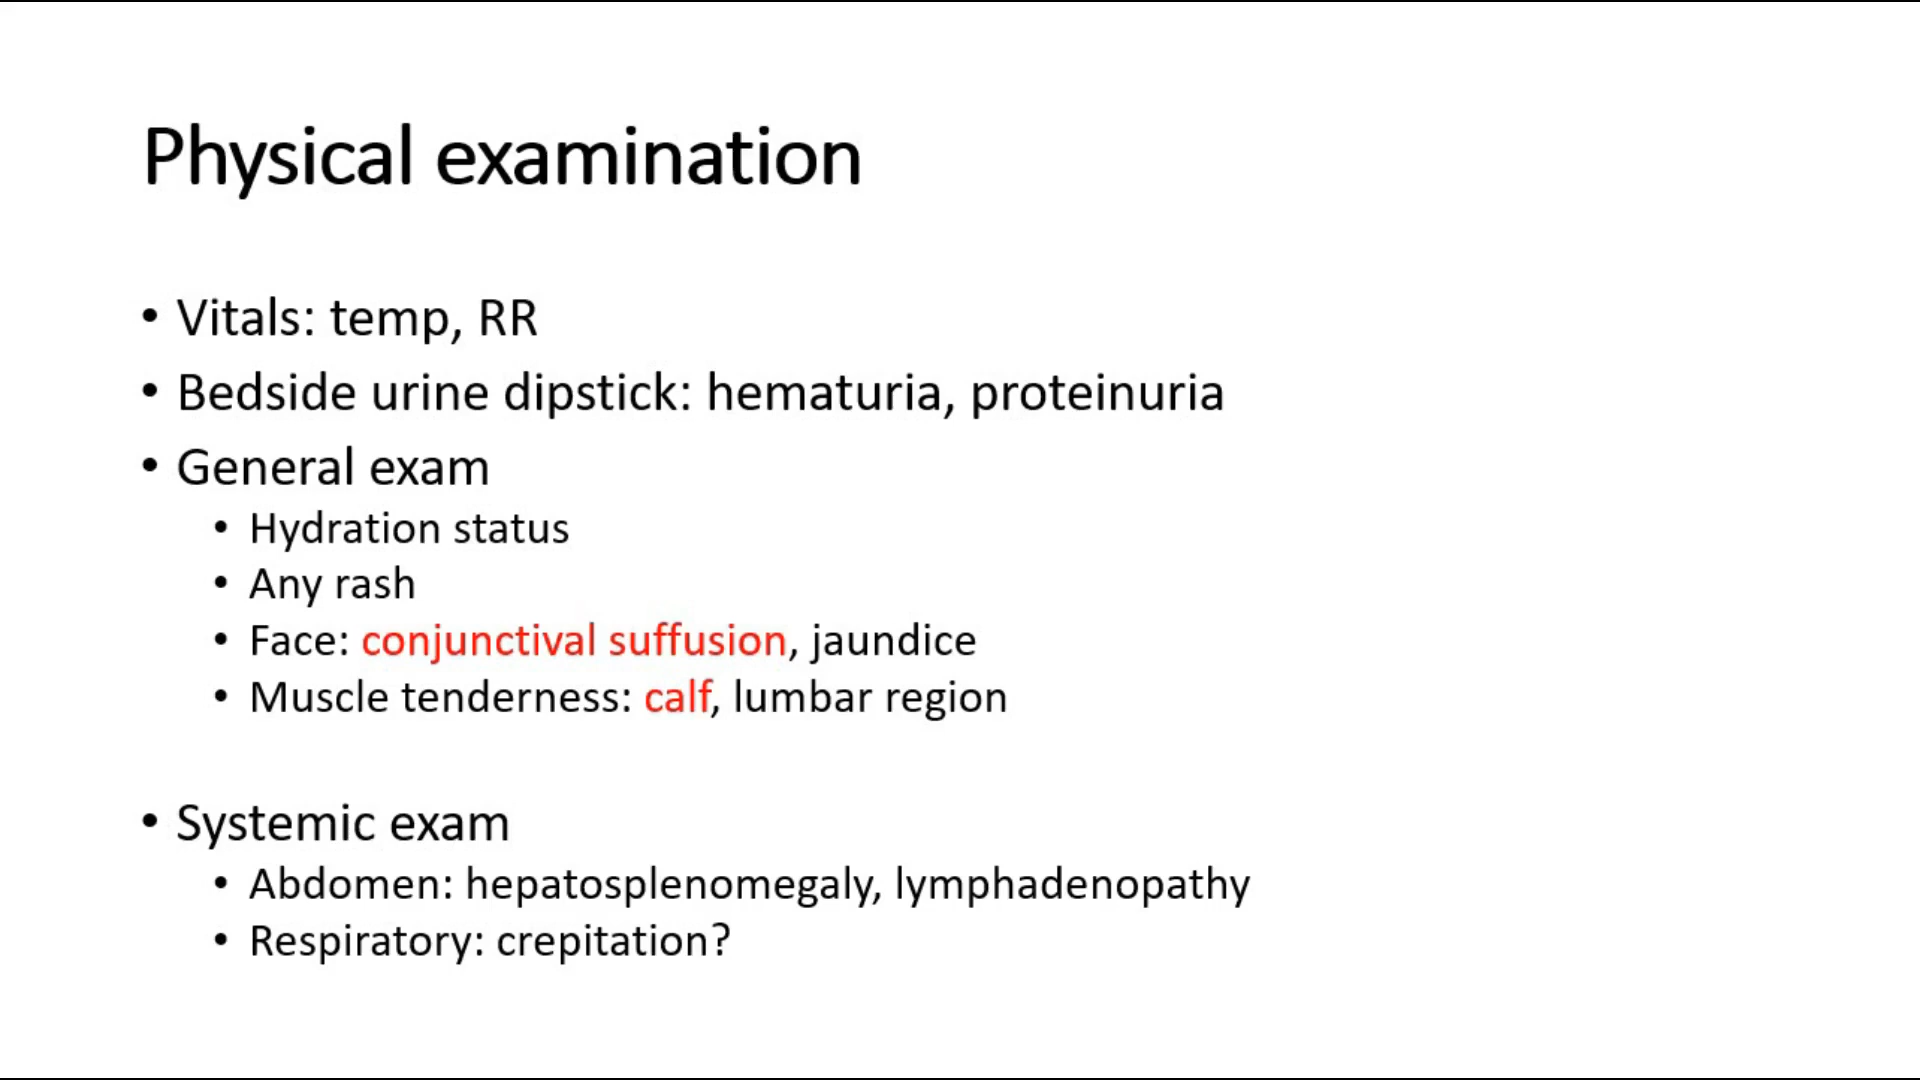 Physical examination
• Vitals: temp, RR
• Bedside urine dipstick: hematuria, proteinuria
• General exam
• Hydration status
• Any rash
• Face: conjunctival suffusion, jaundice
• Muscle tenderness: calf, lumbar region
• Systemic exam
• Abdomen: hepatosplenomegaly, lymphadenopathy
• Respiratory: crepitation?